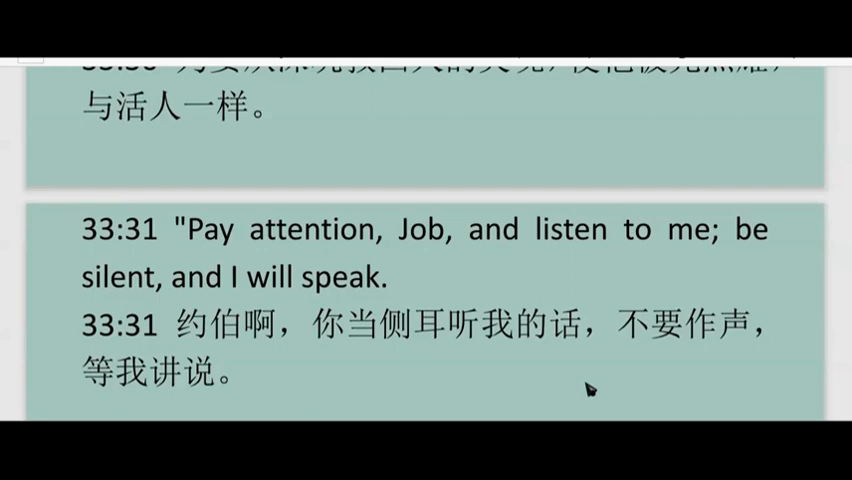 与活人一样。
33:31 "Pay attention, Job, and listen to me; be
silent, and I will speak.
33:31 约伯啊，你当侧耳听我的话，不要作声，
等我讲说。